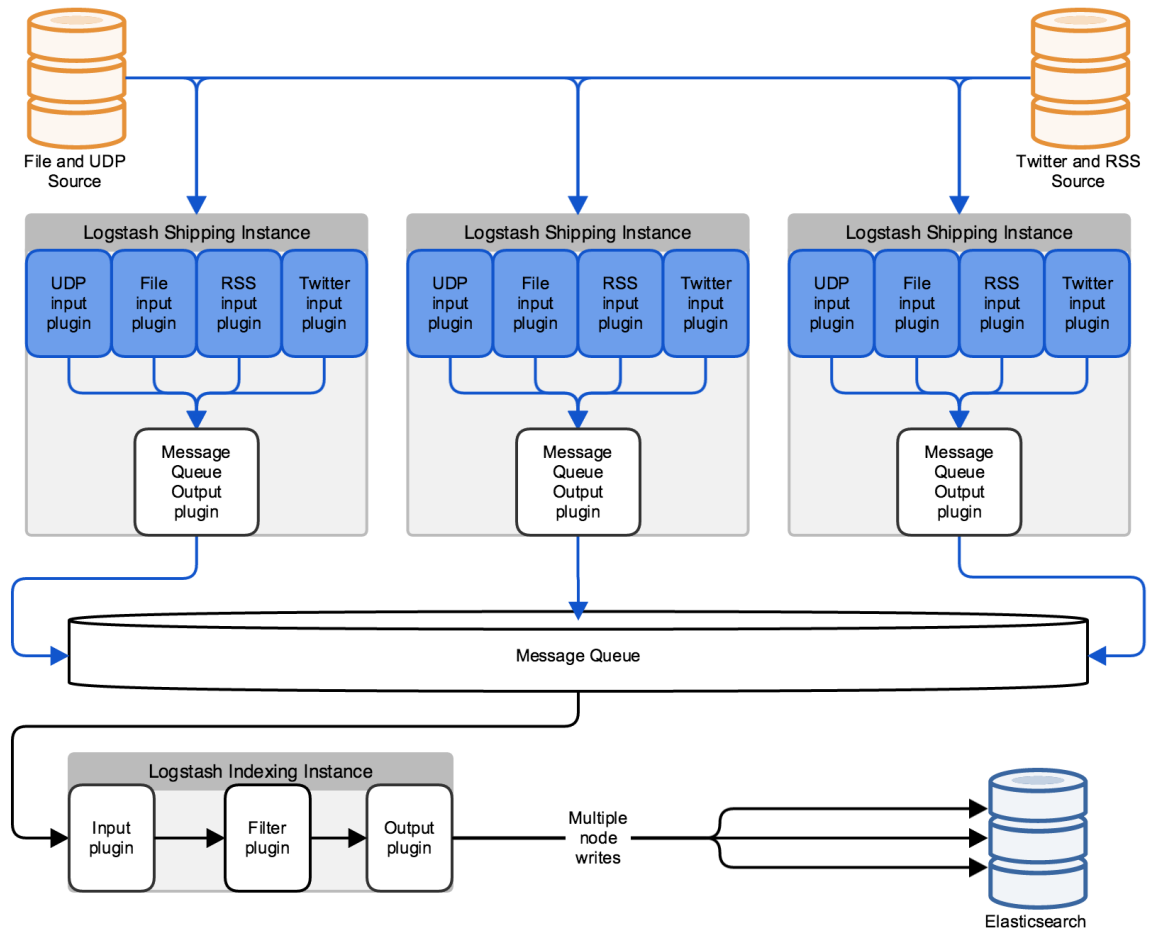 File and UDP
Source
Twitter and RSS
Source
Logstash Shipping Instance
UDP
input
plugin
File
input
plugin
RSS
input
plugin
Twitter
input
plugin
Message
Queue
Output
plugin
Logstash Shipping Instance
UDP
input
plugin
File
input
plugin
RSS
input
plugin
Twitter
input
plugin
Message
Queue
Output
plugin
Logstash Shipping Instance
UDP
input
plugin
File
input
plugin
RSS
input
plugin
Twitter
input
plugin
Message
Queue
Output
plugin
Message Queue
Logstash Indexing Instance
Input
plugin
Filter
plugin
Output
plugin
Multiple
node
writes
Elasticsearch